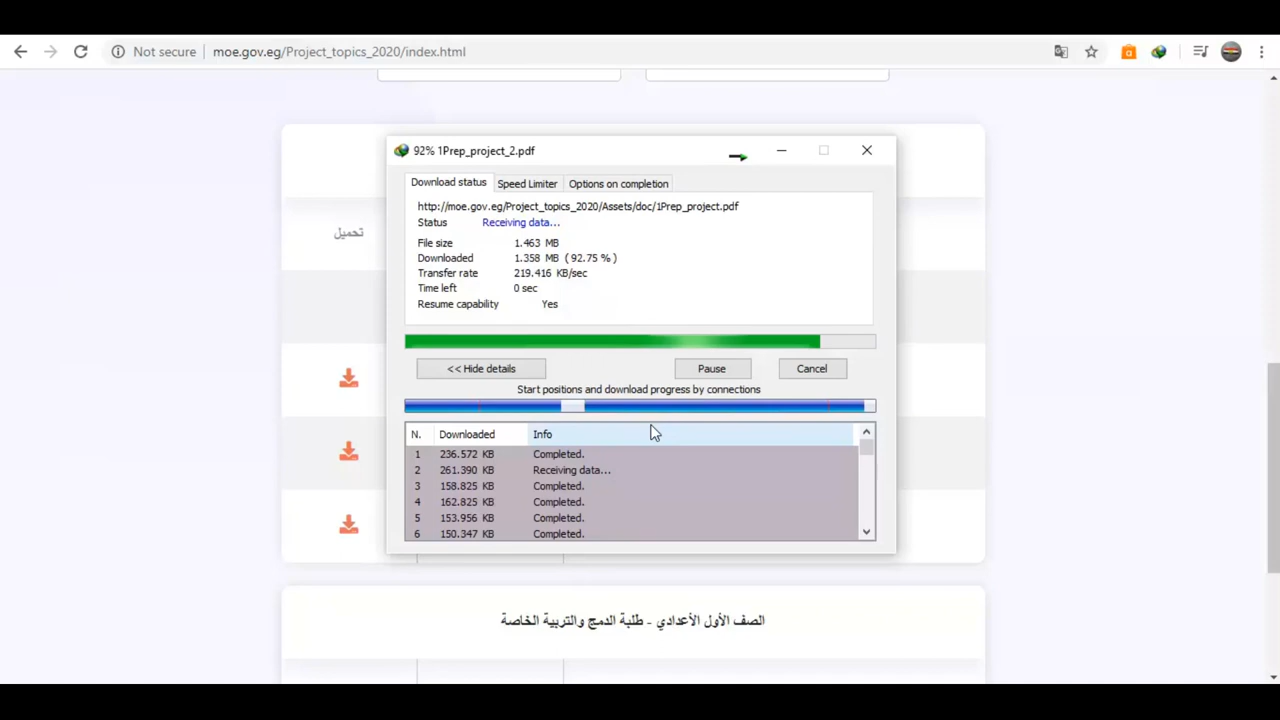 Not secure
moe.gov.eg/Project_topics_2020/index.html
92% 1Prep_project_2.pdf
Download status
Speed Limiter
Options on completion
http://moe.gov.eg/Project_topics_2020/Assets/doc/1Prep_project.pdf
Status Receiving data...
File size 1.463 MB
Downloaded 1.358 MB ( 92.75 % )
Transfer rate 219.416 KB/sec
Time left 0 sec
Resume capability Yes
<< Hide details
Pause
Cancel
Start positions and download progress by connections
N. Downloaded Info
1 236.572 KB Completed.
2 261.390 KB Receiving data...
3 158.825 KB Completed.
4 162.825 KB Completed.
5 153.956 KB Completed.
6 150.347 KB Completed.
تحميل
الصف الأول الأعدادي - طلبة الدمج والتربية الخاصة